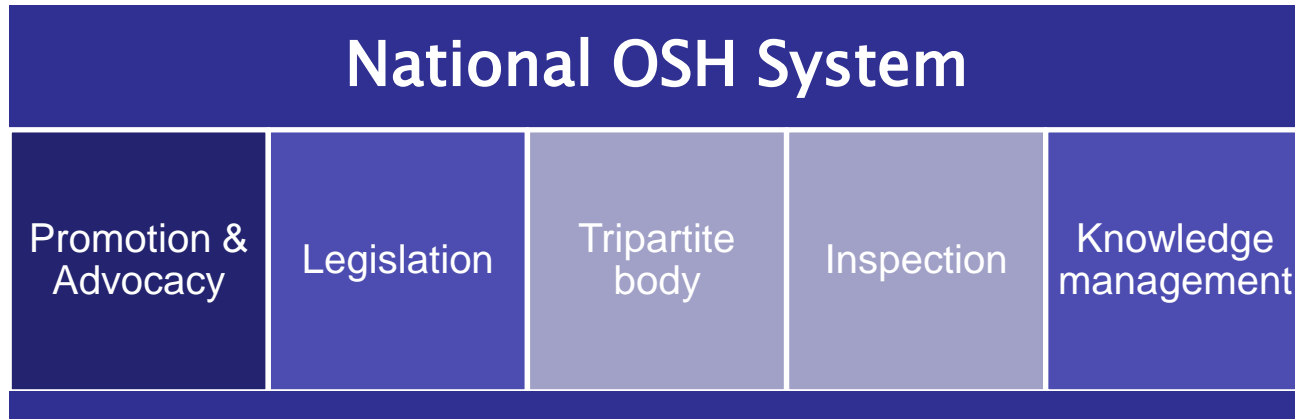 National OSH System
Promotion &
Advocacy
Legislation
Tripartite
body
Inspection
Knowledge
management